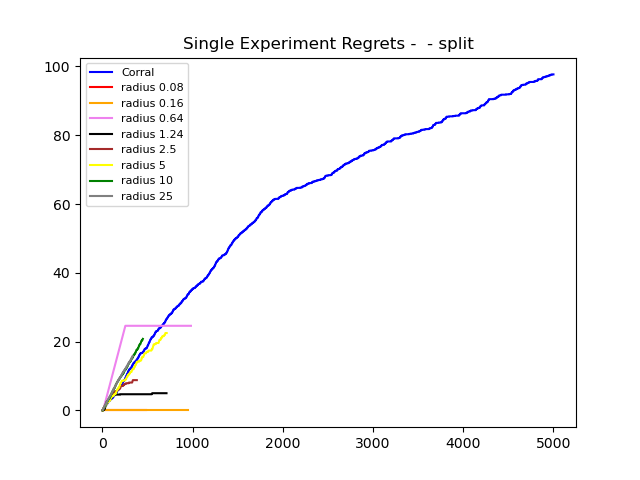 Single Experiment Regrets -  - split
100
80
60
40
20
0
Corral
radius 0.08
radius 0.16
radius 0.64
radius 1.24
radius 2.5
radius 5
radius 10
radius 25
0 1000 2000 3000 4000 5000